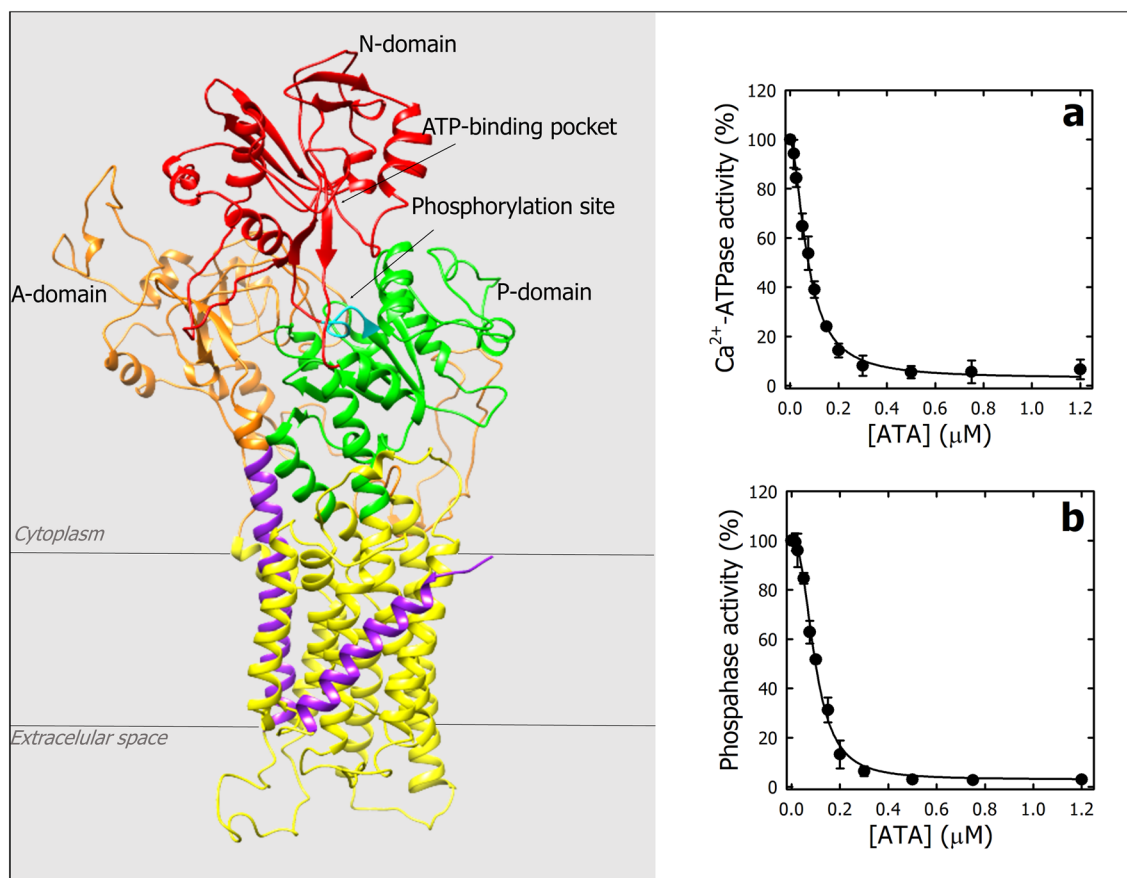 N-domain
ATP-binding pocket
Phosphorylation site
A-domain
P-domain
Cytoplasm
Extracelular space
a
Ca²⁺-ATPase activity (%)
120
100
80
60
40
20
0
0.0 0.2 0.4 0.6 0.8 1.0 1.2
[ATA] (μM)
b
Phospahase activity (%)
120
100
80
60
40
20
0
0.0 0.2 0.4 0.6 0.8 1.0 1.2
[ATA] (μM)